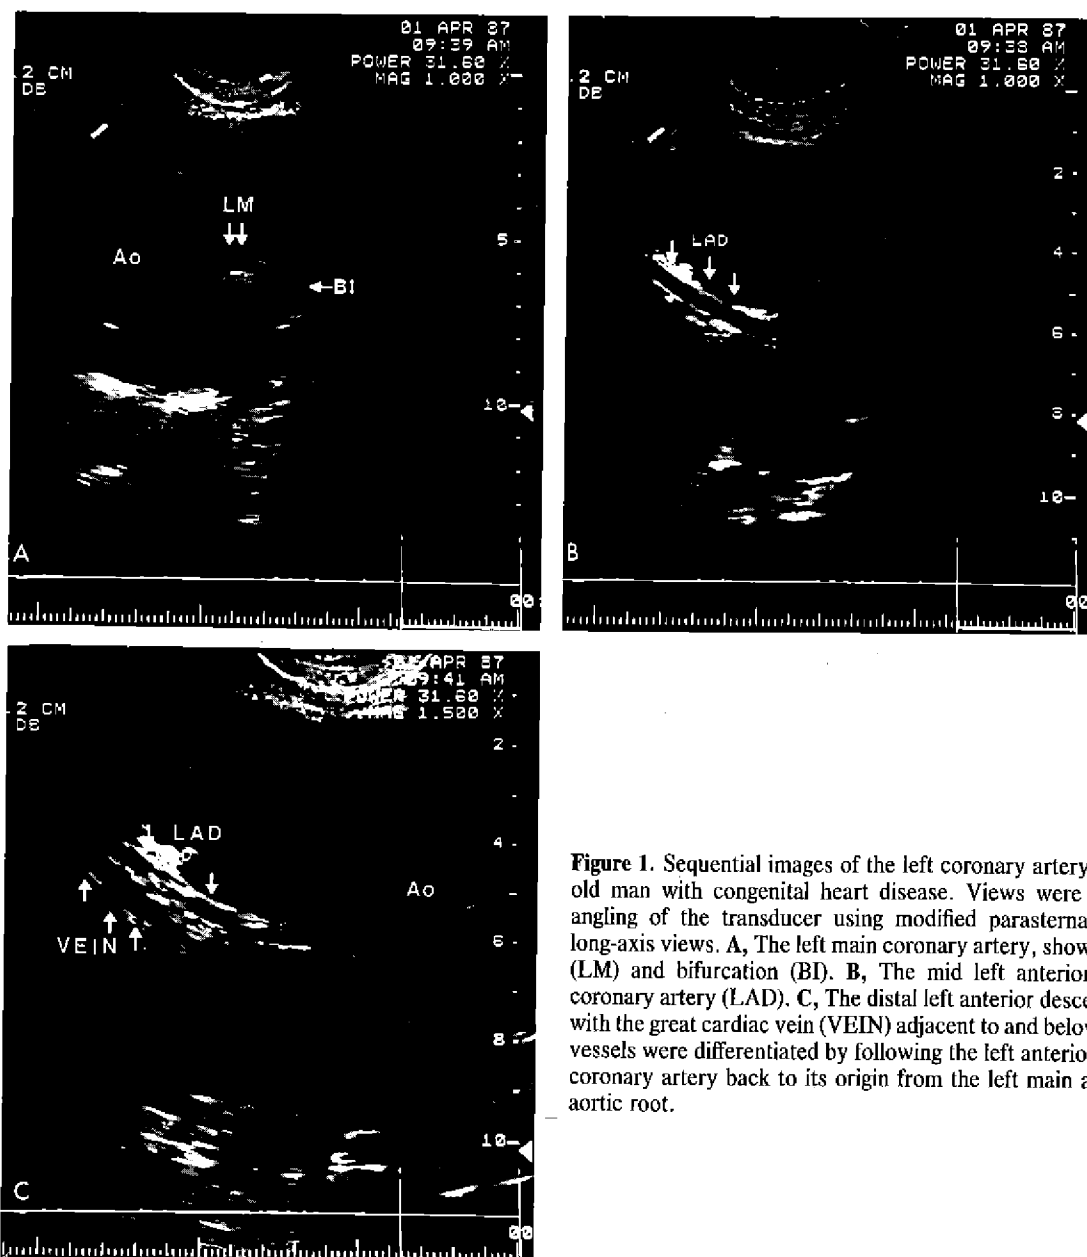 01 APR 87
09:39 AM
POWER 31.60 %
MAG 1.000 X
.2 CM
DB
LM
5
Ao
BI
10
A
00:
01 APR 87
09:38 AM
POWER 31.60 %
MAG 1.000 X
.2 CM
DB
2
LAD
4
6
8
10
B
00
APR 87
09:41 AM
POWER 31.60 %
MAG 1.500 X
.2 CM
DB
2
LAD
4
Ao
VEIN
6
8
10
C
00
Figure 1. Sequential images of the left coronary artery
old man with congenital heart disease. Views were
angling of the transducer using modified parasterna
long-axis views. A, The left main coronary artery, show
(LM) and bifurcation (BI). B, The mid left anterior
coronary artery (LAD). C, The distal left anterior desce
with the great cardiac vein (VEIN) adjacent to and below
vessels were differentiated by following the left anterio
coronary artery back to its origin from the left main a
aortic root.